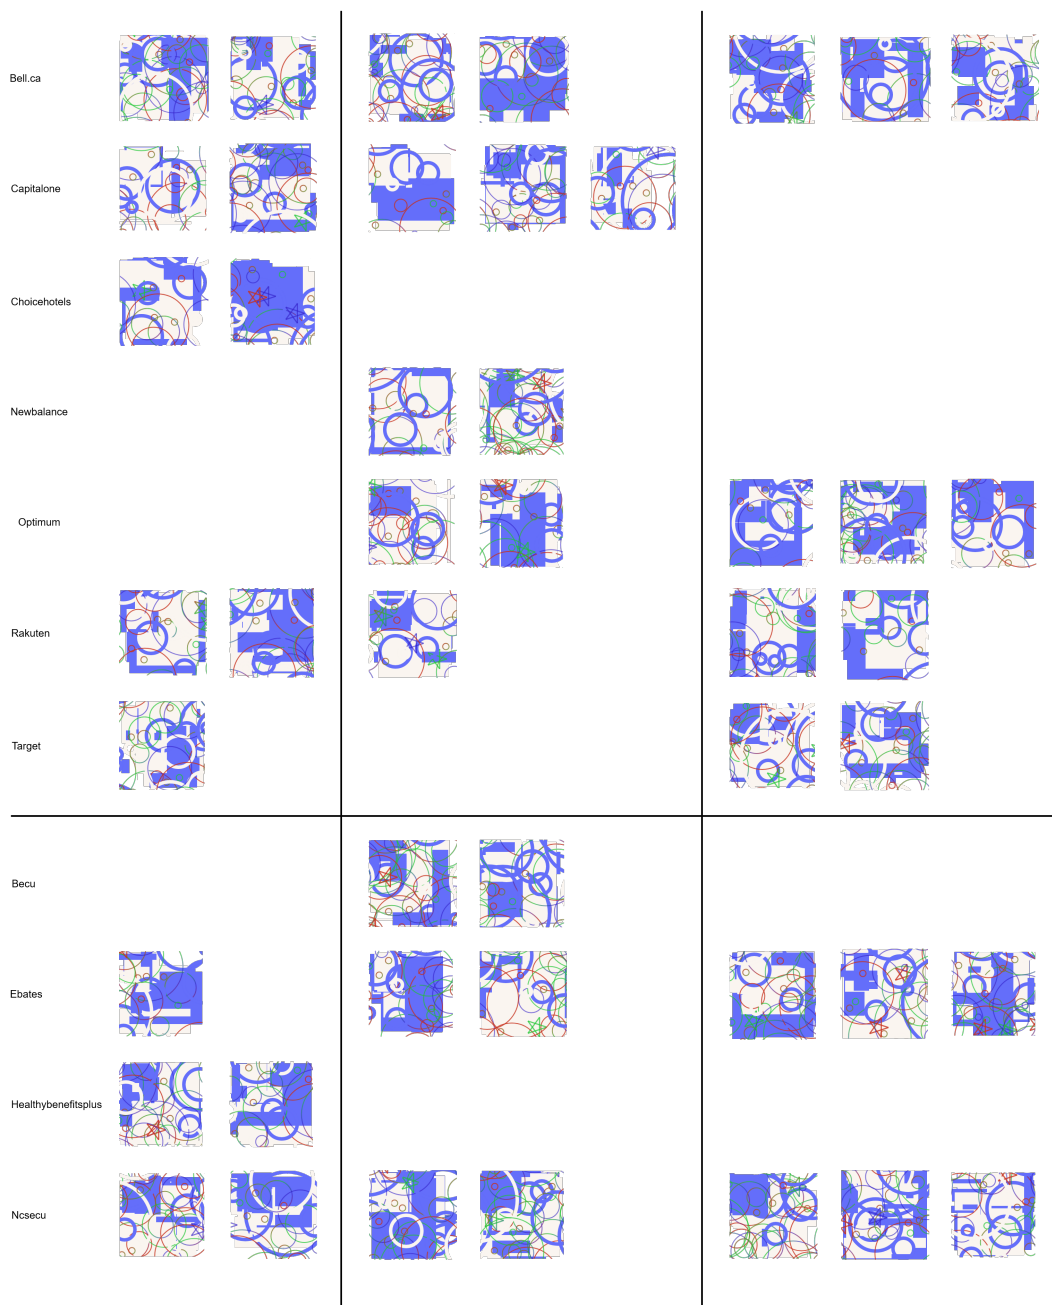 Bell.ca
Capitalone
Choicehotels
Newbalance
Optimum
Rakuten
Target
Becu
Ebates
Healthybenefitsplus
Ncsecu